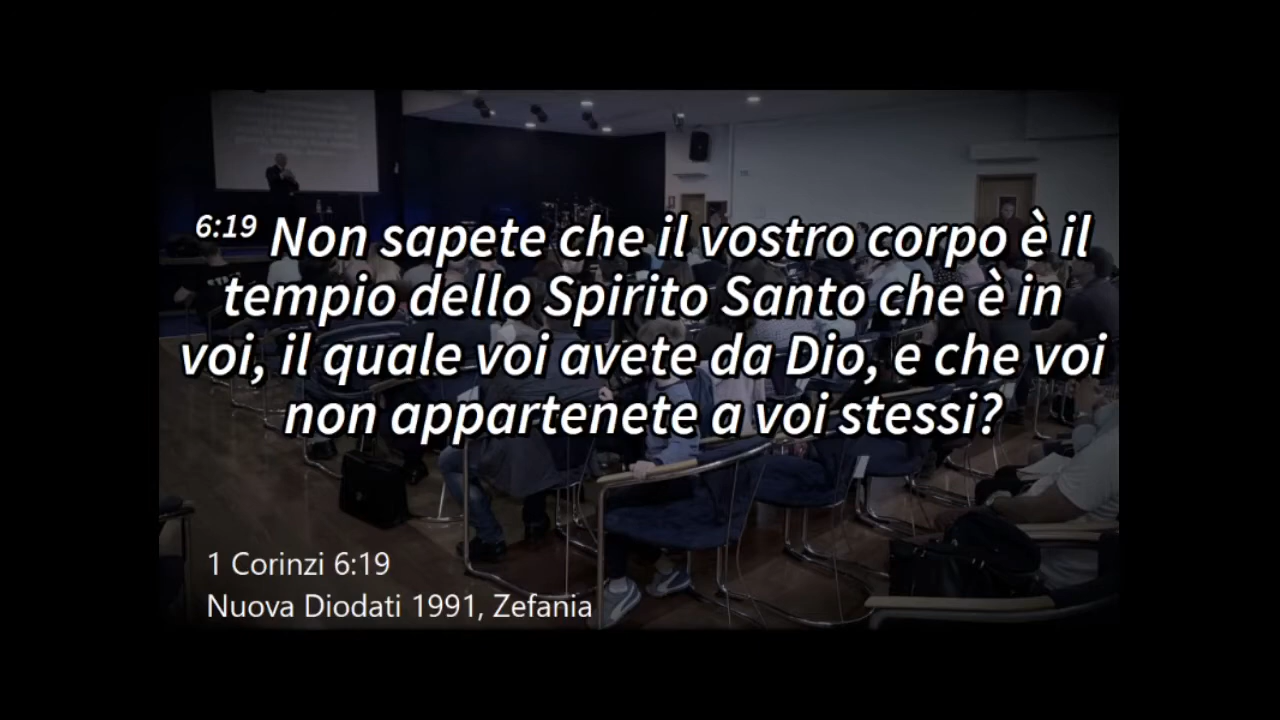 6:19 Non sapete che il vostro corpo è il
tempio dello Spirito Santo che è in
voi, il quale voi avete da Dio, e che voi
non appartenete a voi stessi?
1 Corinzi 6:19
Nuova Diodati 1991, Zefania